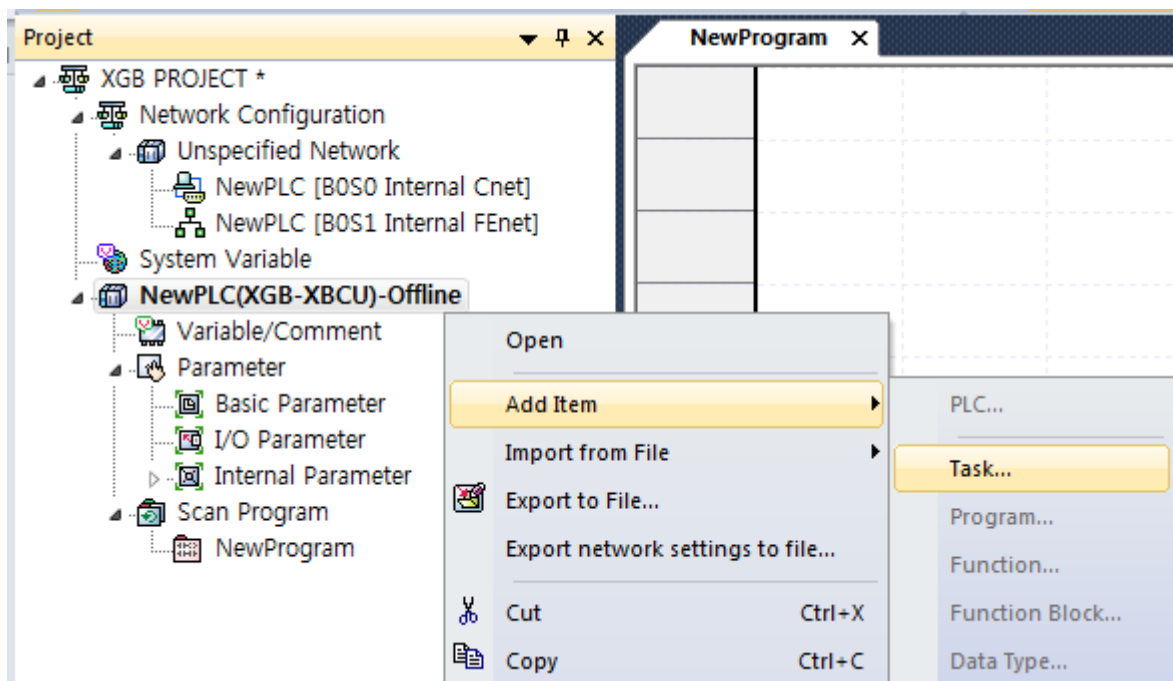 Project
NewProgram
XGB PROJECT *
Network Configuration
Unspecified Network
NewPLC [B0S0 Internal Cnet]
NewPLC [B0S1 Internal FEnet]
System Variable
NewPLC(XGB-XBCU)-Offline
Variable/Comment
Parameter
Basic Parameter
I/O Parameter
Internal Parameter
Scan Program
NewProgram
Open
Add Item
Import from File
Export to File...
Export network settings to file...
Cut Ctrl+X
Copy Ctrl+C
PLC...
Task...
Program...
Function...
Function Block...
Data Type...